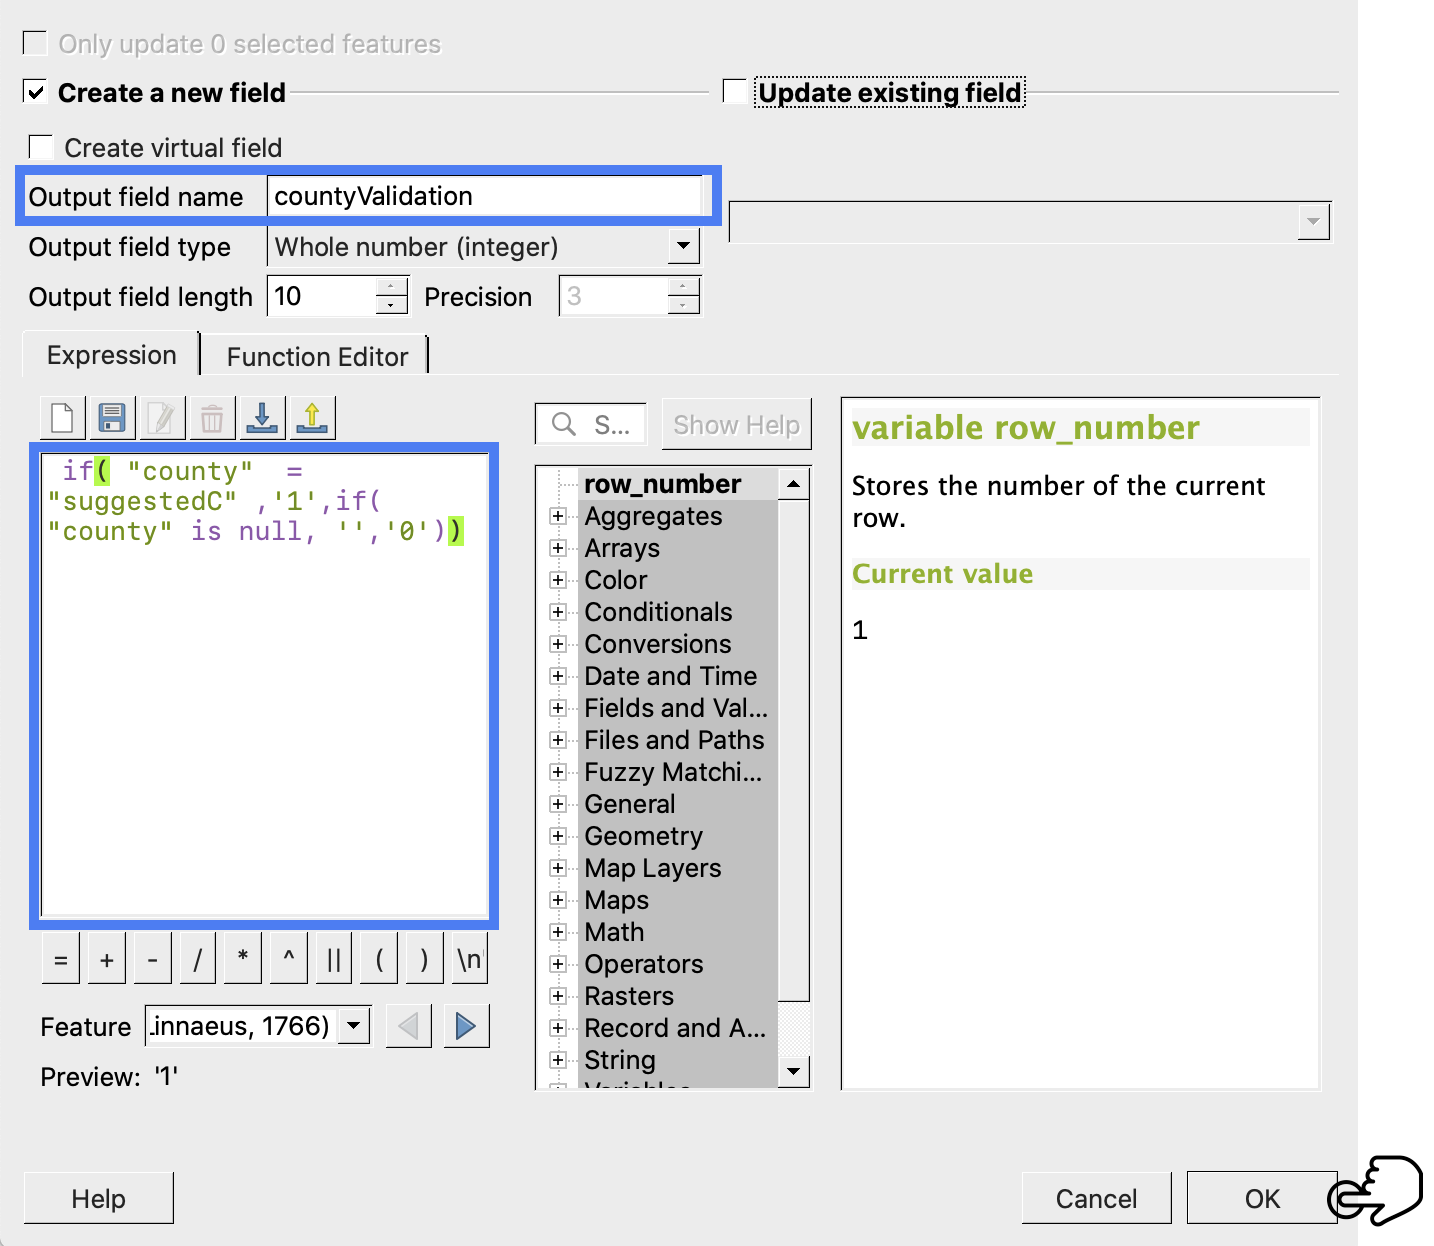 Only update 0 selected features
Create a new field
Update existing field
Create virtual field
Output field name
countyValidation
Output field type
Whole number (integer)
Output field length
10
Precision
3
Expression
Function Editor
if( "county"  =
"suggestedC" ,'1',if(
"county" is null, '','0'))
=
+
-
/
*
^
||
(
)
\n
Feature
innaeus, 1766)
Preview: '1'
S...
Show Help
row_number
Aggregates
Arrays
Color
Conditionals
Conversions
Date and Time
Fields and Val...
Files and Paths
Fuzzy Matchi...
General
Geometry
Map Layers
Maps
Math
Operators
Rasters
Record and A...
String
Variables
variable row_number
Stores the number of the current
row.
Current value
1
Help
Cancel
OK